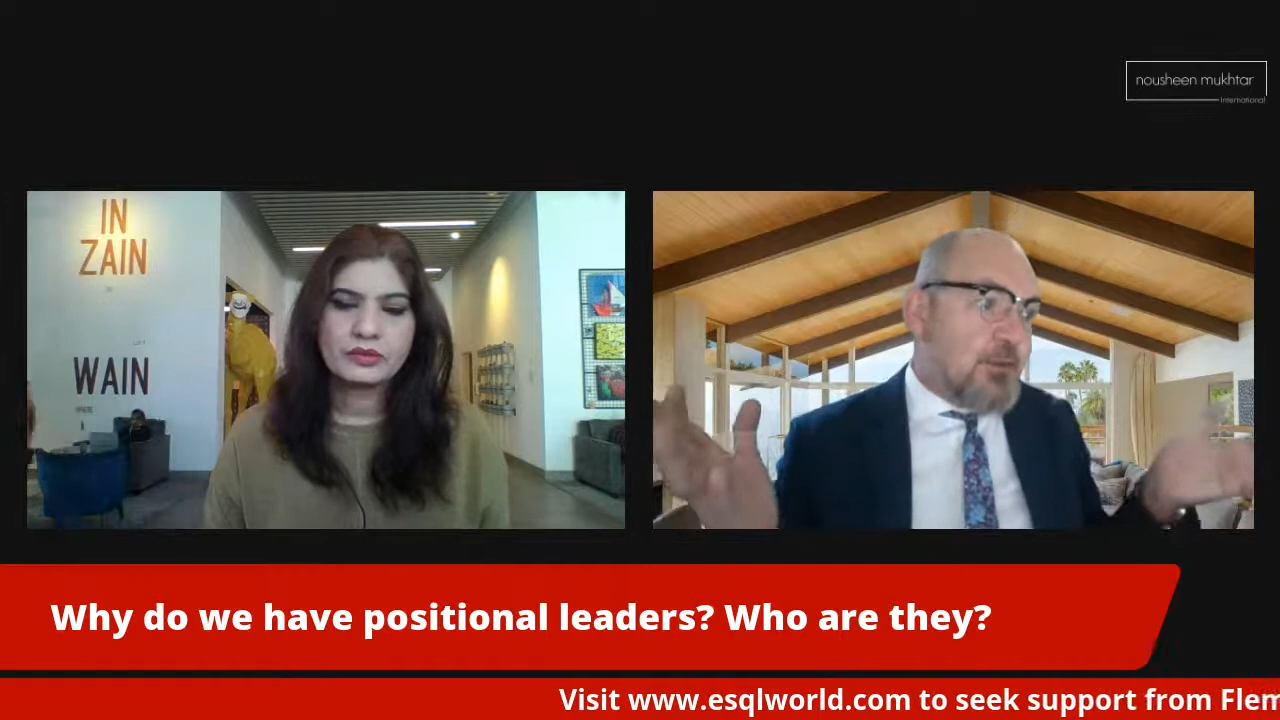 nousheen mukhtar
International
IN
ZAIN
WAIN
Why do we have positional leaders? Who are they?
Visit www.esqlworld.com to seek support from Flem